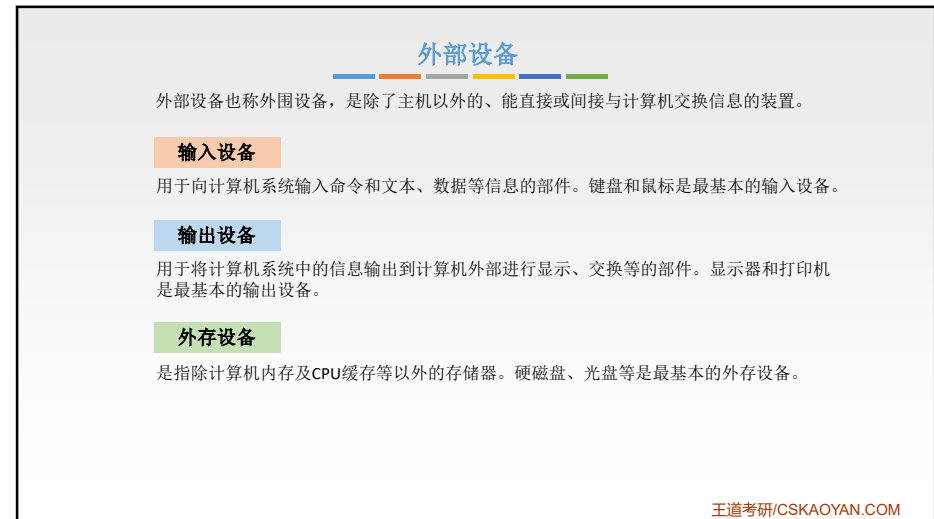 外部设备
外部设备也称外围设备，是除了主机以外的、能直接或间接与计算机交换信息的装置。
输入设备
用于向计算机系统输入命令和文本、数据等信息的部件。键盘和鼠标是最基本的输入设备。
输出设备
用于将计算机系统中的信息输出到计算机外部进行显示、交换等的部件。显示器和打印机
是最基本的输出设备。
外存设备
是指除计算机内存及CPU缓存等以外的存储器。硬磁盘、光盘等是最基本的外存设备。
王道考研/CSKAOYAN.COM